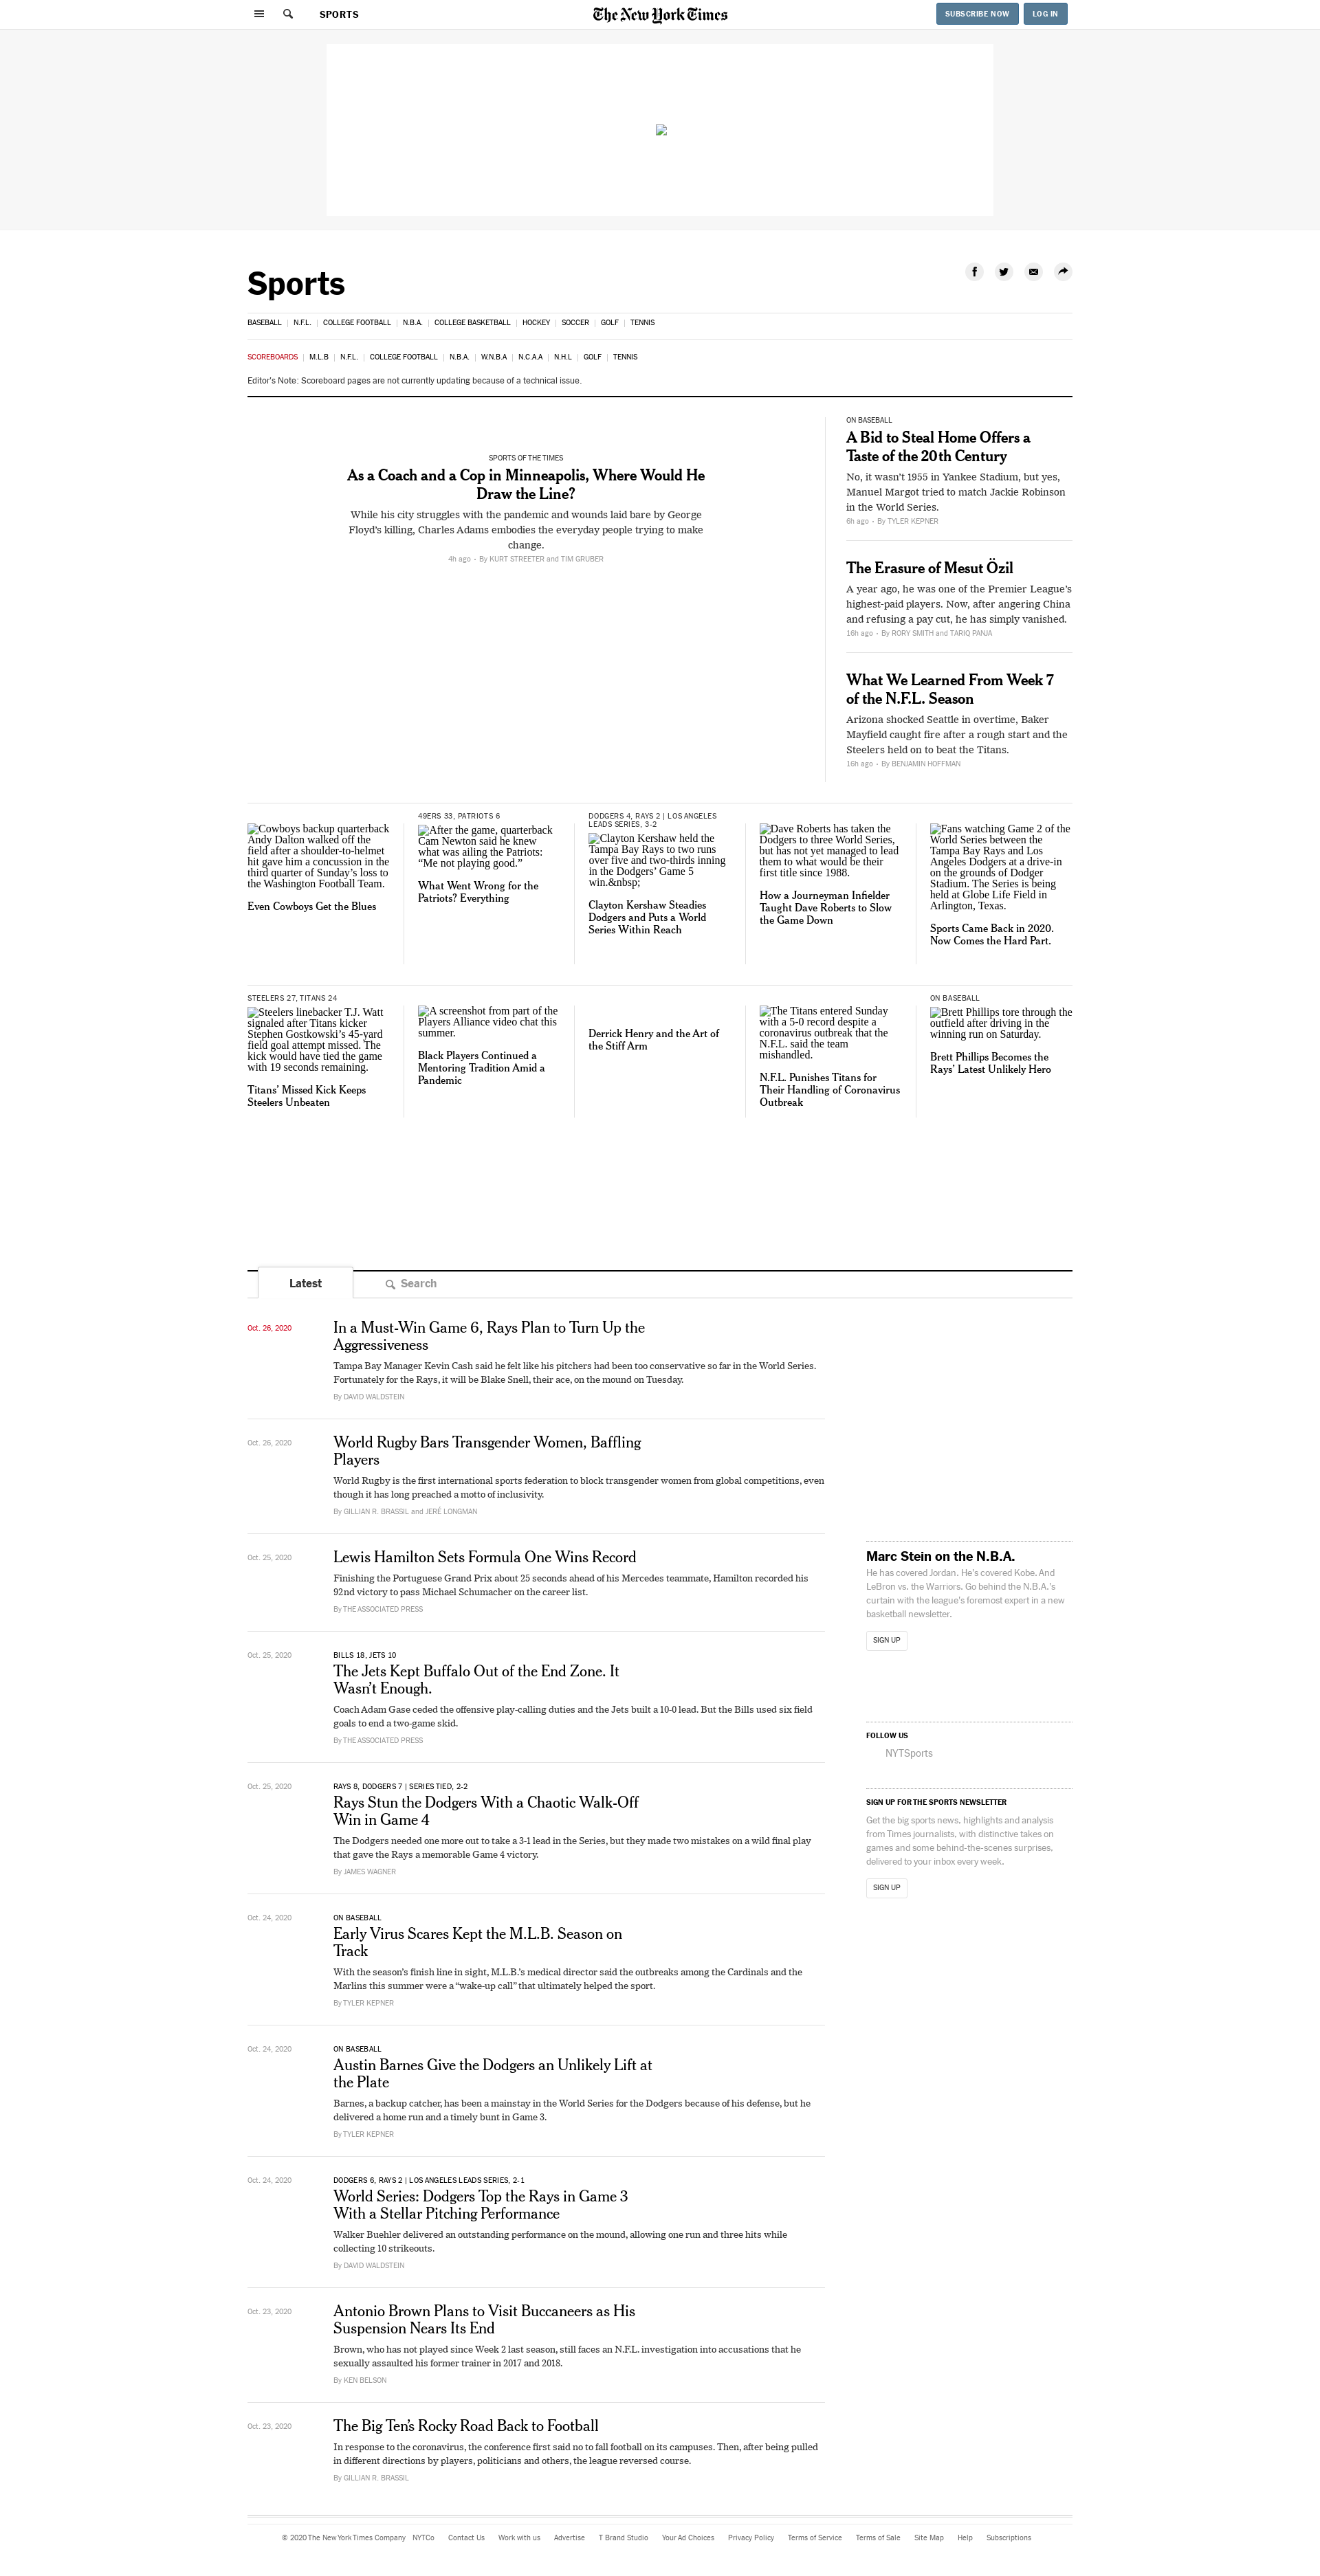 SPORTS
The New York Times
SUBSCRIBE NOW
LOG IN
Sports
BASEBALL | N.F.L. | COLLEGE FOOTBALL | N.B.A. | COLLEGE BASKETBALL | HOCKEY | SOCCER | GOLF | TENNIS
SCOREBOARDS | M.L.B | N.F.L. | COLLEGE FOOTBALL | N.B.A. | W.N.B.A | N.C.A.A | N.H.L | GOLF | TENNIS
Editor's Note: Scoreboard pages are not currently updating because of a technical issue.
SPORTS OF THE TIMES
As a Coach and a Cop in Minneapolis, Where Would He
Draw the Line?
While his city struggles with the pandemic and wounds laid bare by George
Floyd's killing, Charles Adams embodies the everyday people trying to make
change.
4h ago • By KURT STREETER and TIM GRUBER
ON BASEBALL
A Bid to Steal Home Offers a
Taste of the 20th Century
No, it wasn't 1955 in Yankee Stadium, but yes,
Manuel Margot tried to match Jackie Robinson
in the World Series.
6h ago • By TYLER KEPNER
The Erasure of Mesut Özil
A year ago, he was one of the Premier League's
highest-paid players. Now, after angering China
and refusing a pay cut, he has simply vanished.
16h ago • By RORY SMITH and TARIQ PANJA
What We Learned From Week 7
of the N.F.L. Season
Arizona shocked Seattle in overtime, Baker
Mayfield caught fire after a rough start and the
Steelers held on to beat the Titans.
16h ago • By BENJAMIN HOFFMAN
Cowboys backup quarterback
Andy Dalton walked off the
field after a shoulder-to-helmet
hit gave him a concussion in the
third quarter of Sunday's loss to
the Washington Football Team.
Even Cowboys Get the Blues
49ERS 33, PATRIOTS 6
After the game, quarterback
Cam Newton said he knew
what was ailing the Patriots:
“Me not playing good.”
What Went Wrong for the
Patriots? Everything
DODGERS 4, RAYS 2 | LOS ANGELES
LEADS SERIES, 3-2
Clayton Kershaw held the
Tampa Bay Rays to two runs
over five and two-thirds inning
in the Dodgers' Game 5
win.&nbsp;
Clayton Kershaw Steadies
Dodgers and Puts a World
Series Within Reach
Dave Roberts has taken the
Dodgers to three World Series,
but has not yet managed to lead
them to what would be their
first title since 1988.
How a Journeyman Infielder
Taught Dave Roberts to Slow
the Game Down
Fans watching Game 2 of the
World Series between the
Tampa Bay Rays and Los
Angeles Dodgers at a drive-in
on the grounds of Dodger
Stadium. The Series is being
held at Globe Life Field in
Arlington, Texas.
Sports Came Back in 2020.
Now Comes the Hard Part.
STEELERS 27, TITANS 24
Steelers linebacker T.J. Watt
signaled after Titans kicker
Stephen Gostkowski's 45-yard
field goal attempt missed. The
kick would have tied the game
with 19 seconds remaining.
Titans' Missed Kick Keeps
Steelers Unbeaten
A screenshot from part of the
Players Alliance video chat this
summer.
Black Players Continued a
Mentoring Tradition Amid a
Pandemic
Derrick Henry and the Art of
the Stiff Arm
The Titans entered Sunday
with a 5-0 record despite a
coronavirus outbreak that the
N.F.L. said the team
mishandled.
N.F.L. Punishes Titans for
Their Handling of Coronavirus
Outbreak
ON BASEBALL
Brett Phillips tore through the
outfield after driving in the
winning run on Saturday.
Brett Phillips Becomes the
Rays' Latest Unlikely Hero
Latest
Search
Oct. 26, 2020
In a Must-Win Game 6, Rays Plan to Turn Up the
Aggressiveness
Tampa Bay Manager Kevin Cash said he felt like his pitchers had been too conservative so far in the World Series.
Fortunately for the Rays, it will be Blake Snell, their ace, on the mound on Tuesday.
By DAVID WALDSTEIN
Oct. 26, 2020
World Rugby Bars Transgender Women, Baffling
Players
World Rugby is the first international sports federation to block transgender women from global competitions, even
though it has long preached a motto of inclusivity.
By GILLIAN R. BRASSIL and JERÉ LONGMAN
Oct. 25, 2020
Lewis Hamilton Sets Formula One Wins Record
Finishing the Portuguese Grand Prix about 25 seconds ahead of his Mercedes teammate, Hamilton recorded his
92nd victory to pass Michael Schumacher on the career list.
By THE ASSOCIATED PRESS
Oct. 25, 2020
BILLS 18, JETS 10
The Jets Kept Buffalo Out of the End Zone. It
Wasn't Enough.
Coach Adam Gase ceded the offensive play-calling duties and the Jets built a 10-0 lead. But the Bills used six field
goals to end a two-game skid.
By THE ASSOCIATED PRESS
Oct. 25, 2020
RAYS 8, DODGERS 7 | SERIES TIED, 2-2
Rays Stun the Dodgers With a Chaotic Walk-Off
Win in Game 4
The Dodgers needed one more out to take a 3-1 lead in the Series, but they made two mistakes on a wild final play
that gave the Rays a memorable Game 4 victory.
By JAMES WAGNER
Oct. 24, 2020
ON BASEBALL
Early Virus Scares Kept the M.L.B. Season on
Track
With the season's finish line in sight, M.L.B.'s medical director said the outbreaks among the Cardinals and the
Marlins this summer were a “wake-up call” that ultimately helped the sport.
By TYLER KEPNER
Oct. 24, 2020
ON BASEBALL
Austin Barnes Give the Dodgers an Unlikely Lift at
the Plate
Barnes, a backup catcher, has been a mainstay in the World Series for the Dodgers because of his defense, but he
delivered a home run and a timely bunt in Game 3.
By TYLER KEPNER
Oct. 24, 2020
DODGERS 6, RAYS 2 | LOS ANGELES LEADS SERIES, 2-1
World Series: Dodgers Top the Rays in Game 3
With a Stellar Pitching Performance
Walker Buehler delivered an outstanding performance on the mound, allowing one run and three hits while
collecting 10 strikeouts.
By DAVID WALDSTEIN
Oct. 23, 2020
Antonio Brown Plans to Visit Buccaneers as His
Suspension Nears Its End
Brown, who has not played since Week 2 last season, still faces an N.F.L. investigation into accusations that he
sexually assaulted his former trainer in 2017 and 2018.
By KEN BELSON
Oct. 23, 2020
The Big Ten's Rocky Road Back to Football
In response to the coronavirus, the conference first said no to fall football on its campuses. Then, after being pulled
in different directions by players, politicians and others, the league reversed course.
By GILLIAN R. BRASSIL
Marc Stein on the N.B.A.
He has covered Jordan. He's covered Kobe. And
LeBron vs. the Warriors. Go behind the N.B.A.'s
curtain with the league's foremost expert in a new
basketball newsletter.
SIGN UP
FOLLOW US
NYTSports
SIGN UP FOR THE SPORTS NEWSLETTER
Get the big sports news, highlights and analysis
from Times journalists, with distinctive takes on
games and some behind-the-scenes surprises,
delivered to your inbox every week.
SIGN UP
© 2020 The New York Times Company NYTCo Contact Us Work with us Advertise T Brand Studio Your Ad Choices Privacy Policy Terms of Service Terms of Sale Site Map Help Subscriptions